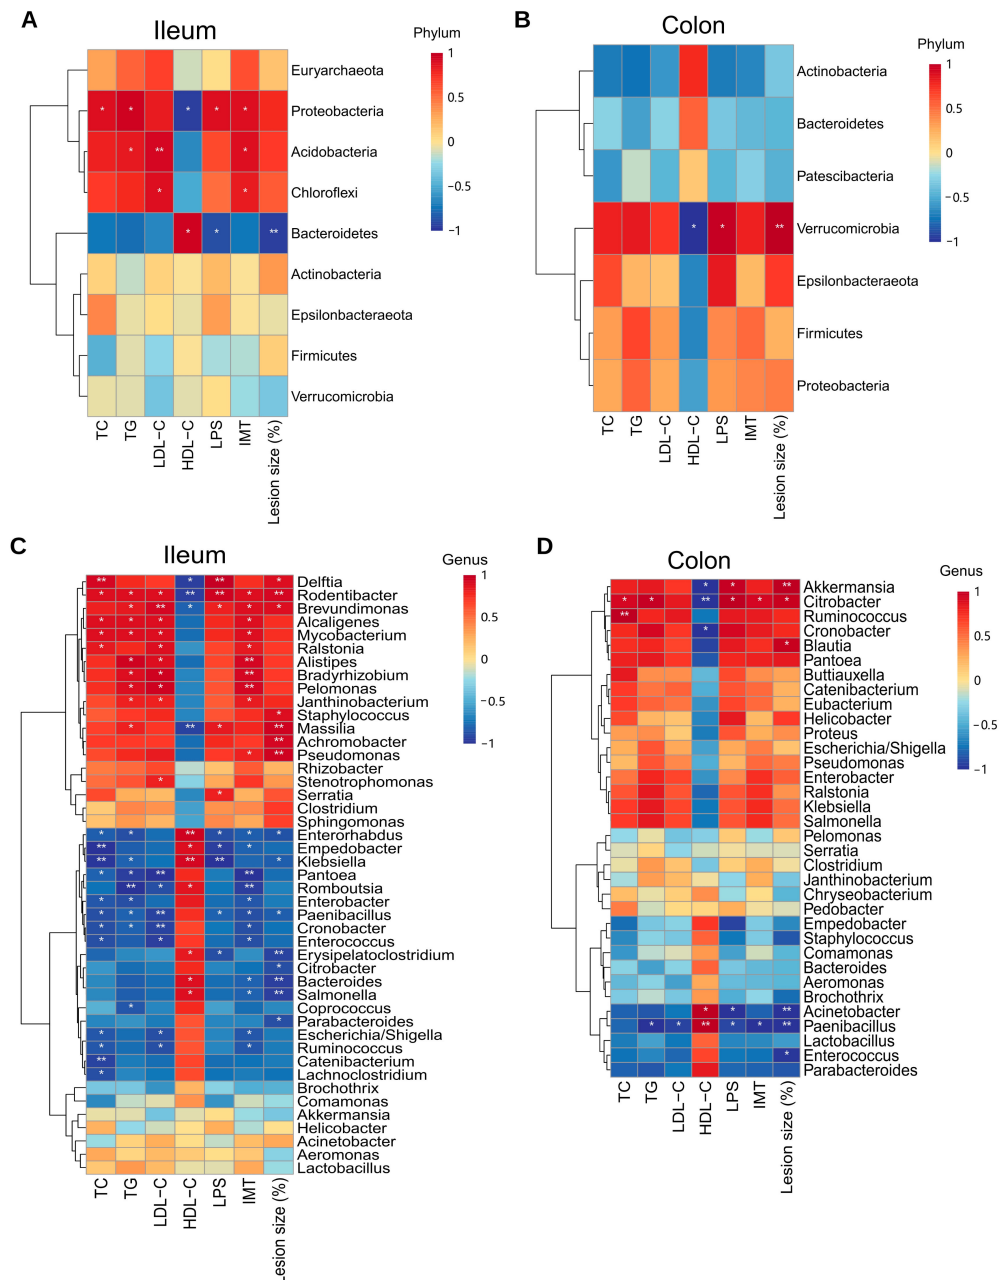 A
Ileum
Phylum
1
0.5
0
−0.5
−1
Euryarchaeota
Proteobacteria
* * * * *
Acidobacteria
* ** *
Chloroflexi
* *
Bacteroidetes
* * **
Actinobacteria
Epsilonbacteraeota
Firmicutes
Verrucomicrobia
TC
TG
LDL−C
HDL−C
LPS
IMT
Lesion size (%)
B
Colon
Phylum
1
0.5
0
−0.5
−1
Actinobacteria
Bacteroidetes
Patescibacteria
Verrucomicrobia
* * **
Epsilonbacteraeota
Firmicutes
Proteobacteria
TC
TG
LDL−C
HDL−C
LPS
IMT
Lesion size (%)
C
Ileum
Genus
1
0.5
0
−0.5
−1
** * ** * Delftia
* * * ** ** * ** Rodentibacter
* ** * * * * Brevundimonas
* * * * Alcaligenes
* * * * Mycobacterium
* * * Ralstonia
* * ** Alistipes
* * ** Bradyrhizobium
* * ** Pelomonas
* * * Janthinobacterium
* Staphylococcus
* ** * ** Massilia
** Achromobacter
* ** Pseudomonas
Rhizobacter
* Stenotrophomonas
* Serratia
Clostridium
Sphingomonas
* * ** * * * Enterorhabdus
** * * * Empedobacter
** * ** ** * Klebsiella
* * ** ** Pantoea
** * * ** Romboutsia
* * * Enterobacter
* * ** * * * Paenibacillus
* * ** * Cronobacter
* * * Enterococcus
* * ** Erysipelatoclostridium
* Citrobacter
* * ** Bacteroides
* * ** Salmonella
* Coprococcus
* Parabacteroides
* * * Escherichia/Shigella
* * * Ruminococcus
** Catenibacterium
* Lachnoclostridium
Brochothrix
Comamonas
Akkermansia
Helicobacter
Acinetobacter
Aeromonas
Lactobacillus
TC
TG
LDL−C
HDL−C
LPS
IMT
Lesion size (%)
D
Colon
Genus
1
0.5
0
−0.5
−1
* * ** Akkermansia
* * ** * * * Citrobacter
** Ruminococcus
* Cronobacter
* Blautia
Pantoea
Buttiauxella
Catenibacterium
Eubacterium
Helicobacter
Proteus
Escherichia/Shigella
Pseudomonas
Enterobacter
Ralstonia
Klebsiella
Salmonella
Pelomonas
Serratia
Clostridium
Janthinobacterium
Chryseobacterium
Pedobacter
Empedobacter
Staphylococcus
Comamonas
Bacteroides
Aeromonas
Brochothrix
* * ** Acinetobacter
* * ** * * ** Paenibacillus
Lactobacillus
* Enterococcus
Parabacteroides
TC
TG
LDL−C
HDL−C
LPS
IMT
Lesion size (%)